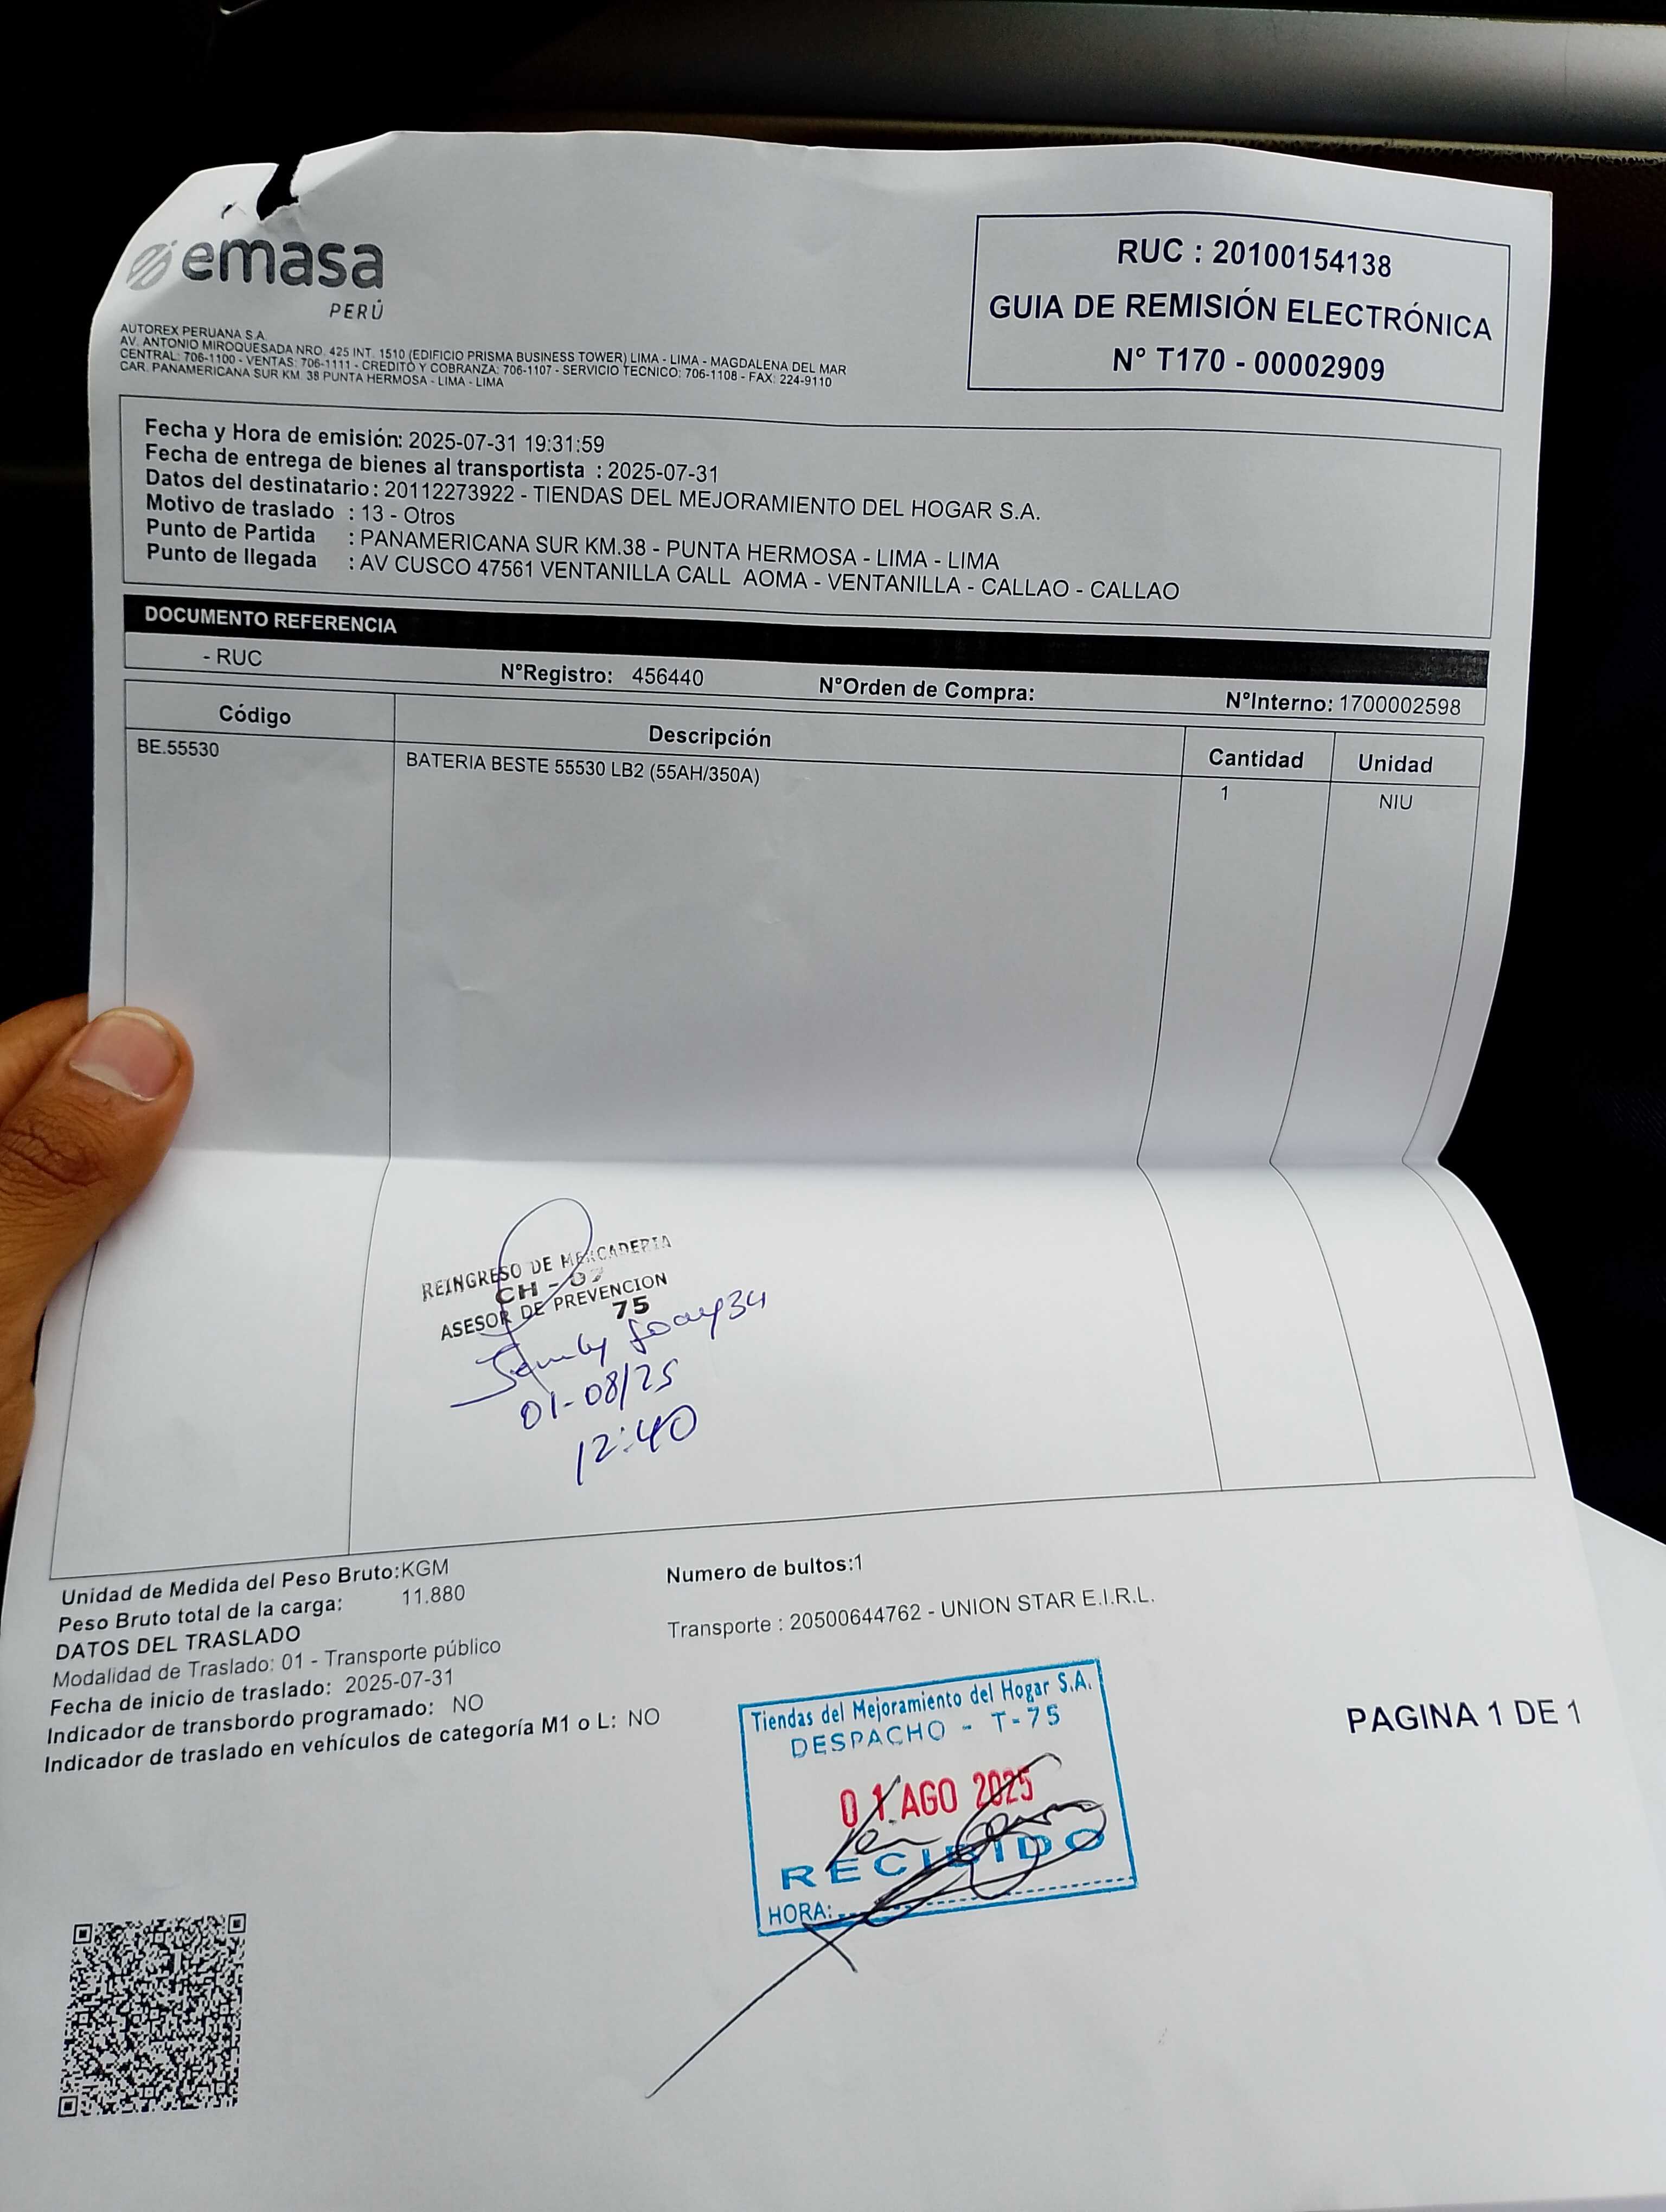 emasa
PERÚ
RUC : 20100154138
GUIA DE REMISIÓN ELECTRÓNICA
N° T170 - 00002909
AUTOREX PERUANA S.A.
AV. ANTONIO MIROQUESADA NRO. 425 INT. 1510 (EDIFICIO PRISMA BUSINESS TOWER) LIMA - LIMA - MAGDALENA DEL MAR
CENTRAL: 706-1100 - VENTAS: 706-1111 - CREDITO Y COBRANZA: 706-1107 - SERVICIO TECNICO: 706-1108 - FAX: 224-9110
CAR. PANAMERICANA SUR KM. 38 PUNTA HERMOSA - LIMA - LIMA
Fecha y Hora de emisión: 2025-07-31 19:31:59
Fecha de entrega de bienes al transportista : 2025-07-31
Datos del destinatario : 20112273922 - TIENDAS DEL MEJORAMIENTO DEL HOGAR S.A.
Motivo de traslado : 13 - Otros
Punto de Partida : PANAMERICANA SUR KM.38 - PUNTA HERMOSA - LIMA - LIMA
Punto de llegada : AV CUSCO 47561 VENTANILLA CALL AOMA - VENTANILLA - CALLAO - CALLAO
DOCUMENTO REFERENCIA
- RUC N°Registro: 456440 N°Orden de Compra: N°Interno: 1700002598
Código Descripción Cantidad Unidad
BE.55530 BATERIA BESTE 55530 LB2 (55AH/350A) 1 NIU
REINGRESO DE MERCADERIA
CH - 07
ASESOR DE PREVENCION
75
01-08/25
12:40
Unidad de Medida del Peso Bruto:KGM Numero de bultos:1
Peso Bruto total de la carga: 11.880
DATOS DEL TRASLADO Transporte : 20500644762 - UNION STAR E.I.R.L.
Modalidad de Traslado: 01 - Transporte público
Fecha de inicio de traslado: 2025-07-31
Indicador de transbordo programado: NO
Indicador de traslado en vehículos de categoría M1 o L: NO
PAGINA 1 DE 1
Tiendas del Mejoramiento del Hogar S.A.
DESPACHO - T-75
01 AGO 2025
RECIBIDO
HORA: